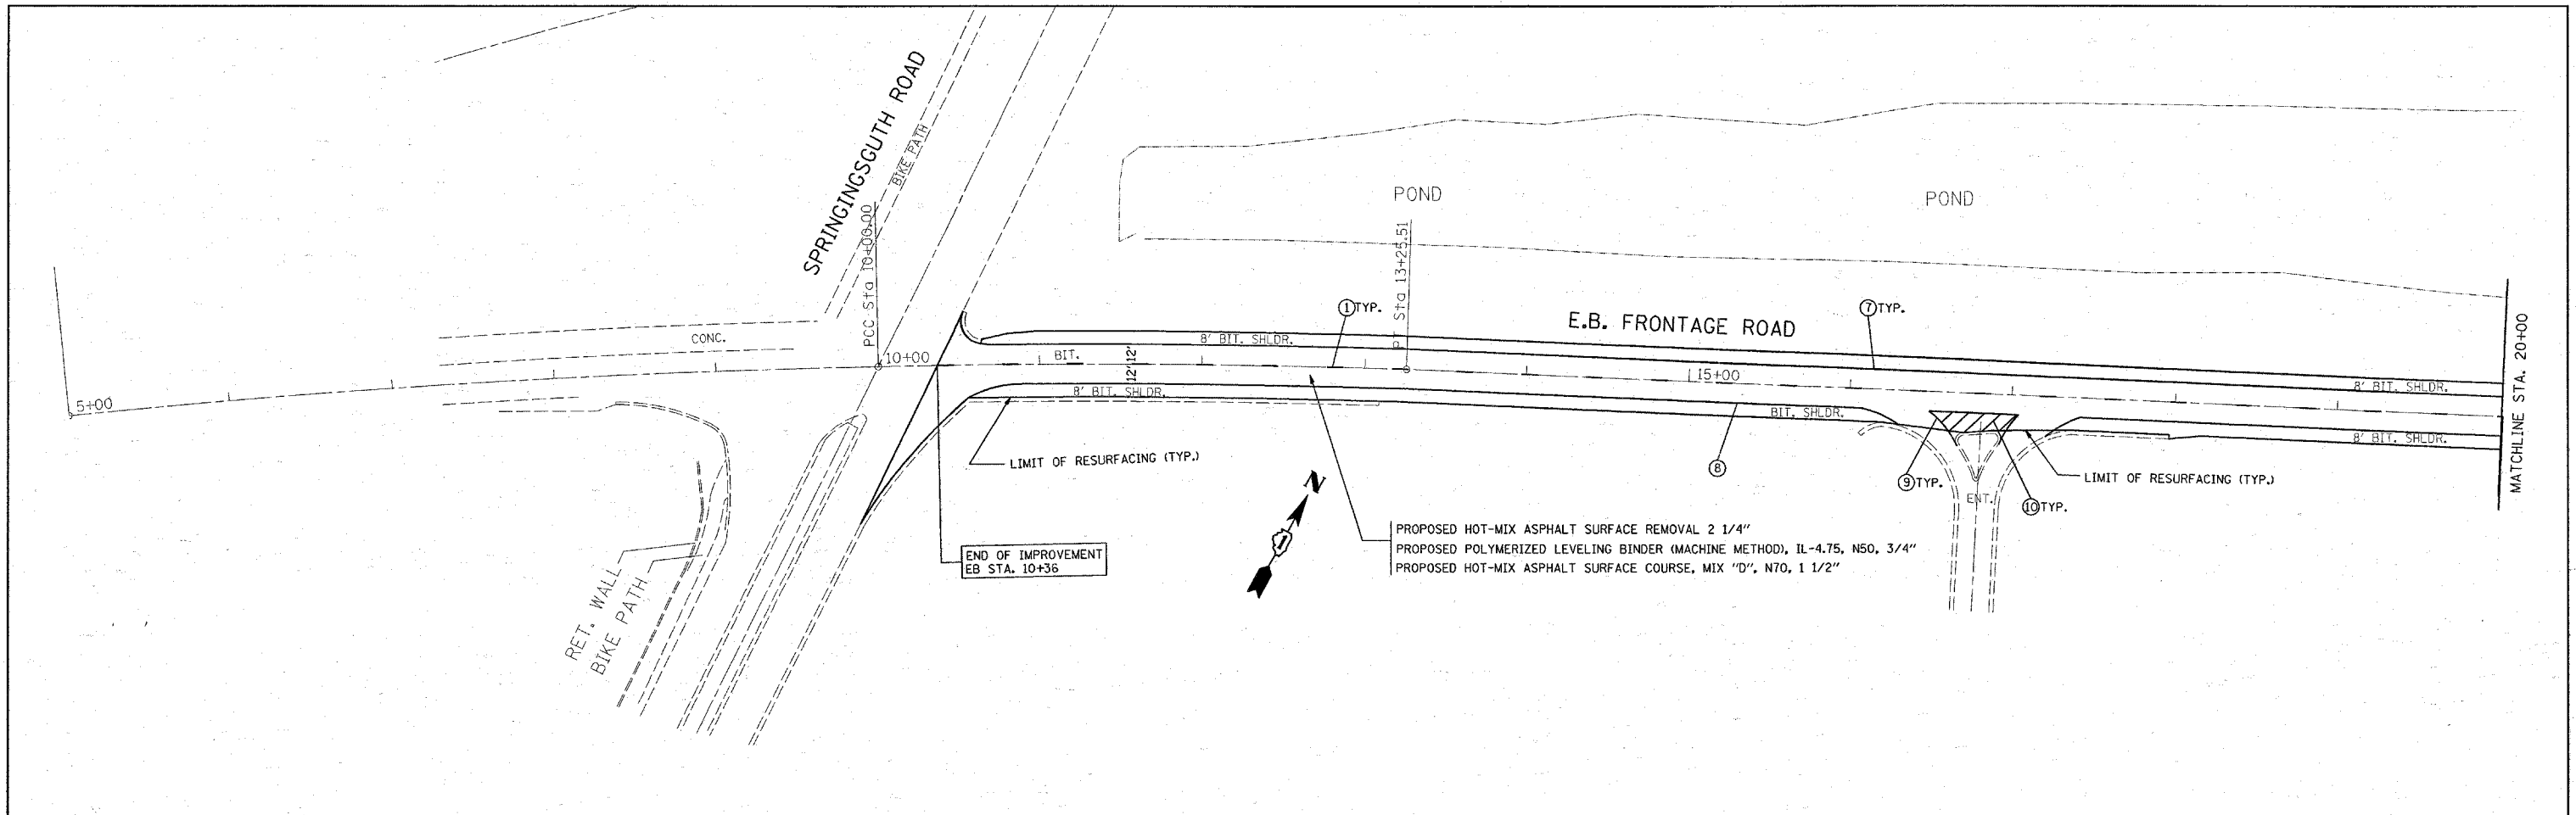 SPRINGINSGUTH ROAD
BIKE PATH
PCC Sta 10+00.00
POND
POND
Sta 13+25.51
1 TYP.
E.B. FRONTAGE ROAD
7 TYP.
MATCHLINE STA. 20+00
CONC.
8' BIT. SHLDR.
10+00
BIT.
12' 12'
15+00
8' BIT. SHLDR.
5+00
8' BIT. SHLDR.
BIT. SHLDR.
8' BIT. SHLDR.
LIMIT OF RESURFACING (TYP.)
8
9 TYP.
ENT.
10 TYP.
LIMIT OF RESURFACING (TYP.)
N
1
END OF IMPROVEMENT
EB STA. 10+36
PROPOSED HOT-MIX ASPHALT SURFACE REMOVAL 2 1/4"
PROPOSED POLYMERIZED LEVELING BINDER (MACHINE METHOD), IL-4.75, N50, 3/4"
PROPOSED HOT-MIX ASPHALT SURFACE COURSE, MIX "D", N70, 1 1/2"
RET. WALL
BIKE PATH